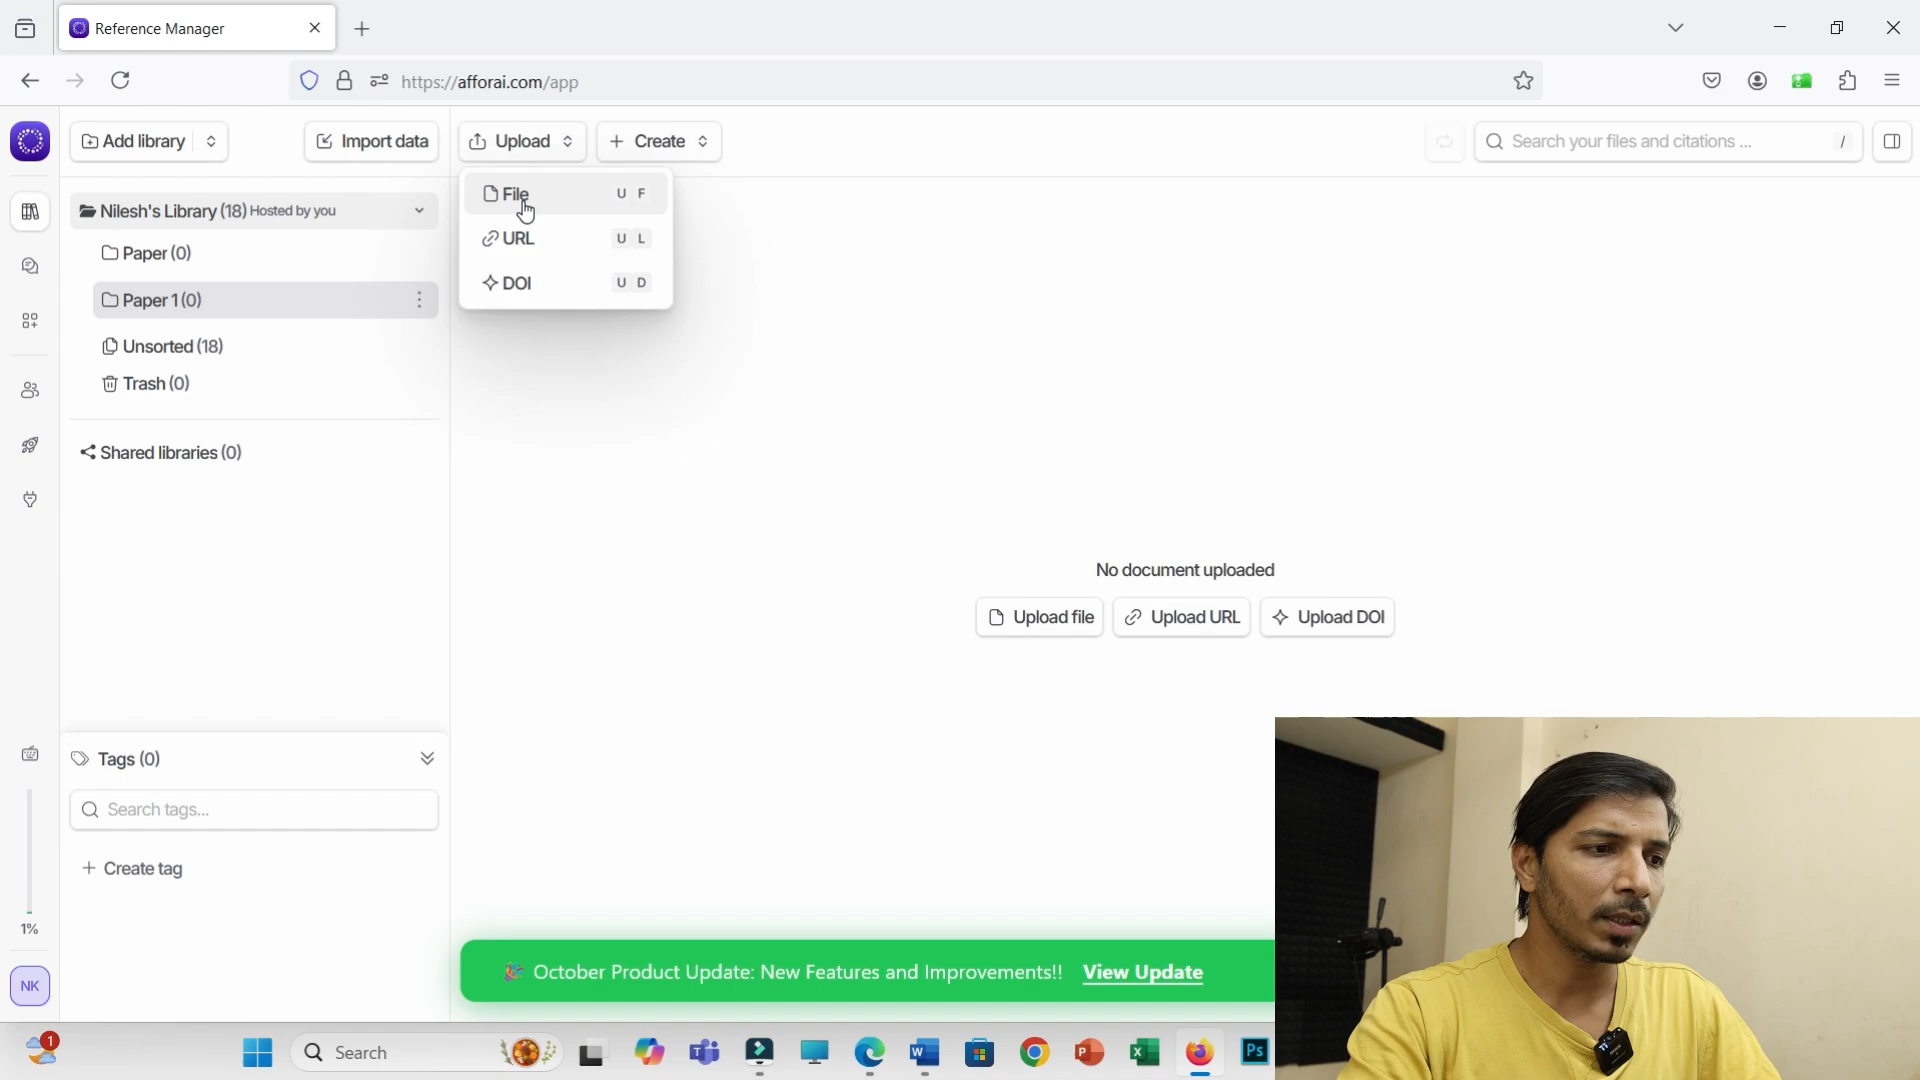 Reference Manager
https://afforai.com/app
Add library
Import data
Upload
Create
Search your files and citations ...
/
Nilesh's Library (18) Hosted by you
File U F
URL U L
DOI U D
Paper (0)
Paper 1 (0)
Unsorted (18)
Trash (0)
Shared libraries (0)
No document uploaded
Upload file
Upload URL
Upload DOI
Tags (0)
Search tags...
+ Create tag
1%
NK
🎉 October Product Update: New Features and Improvements!! View Update
1
Search
Ps